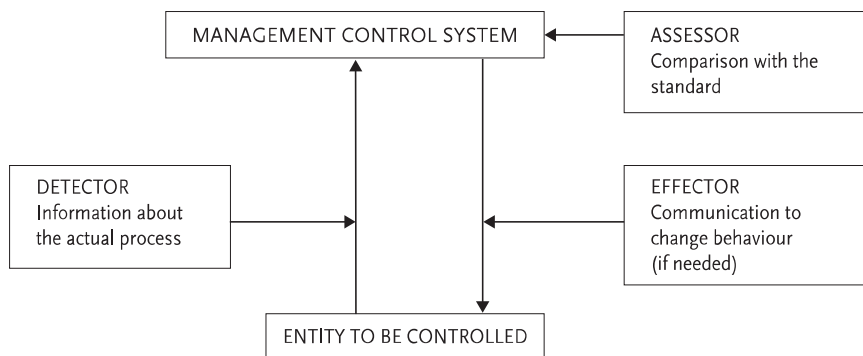 MANAGEMENT CONTROL SYSTEM
ASSESSOR
Comparison with the
standard
DETECTOR
Information about
the actual process
EFFECTOR
Communication to
change behaviour
(if needed)
ENTITY TO BE CONTROLLED